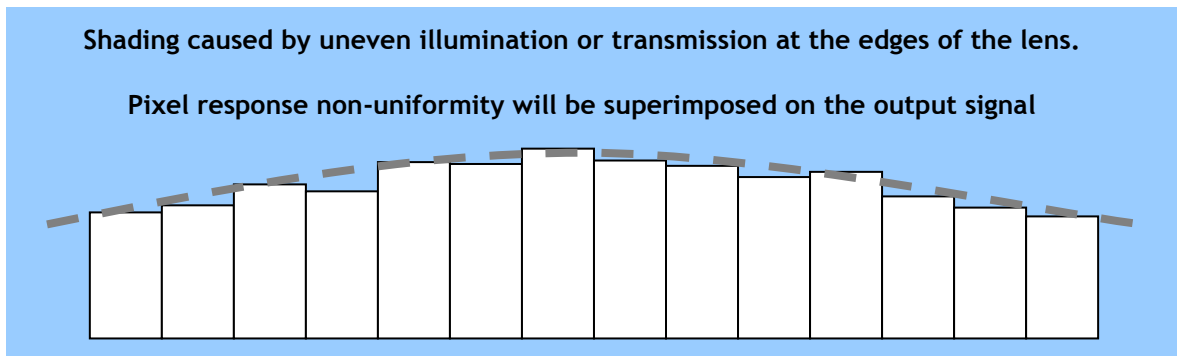 Shading caused by uneven illumination or transmission at the edges of the lens.
Pixel response non-uniformity will be superimposed on the output signal